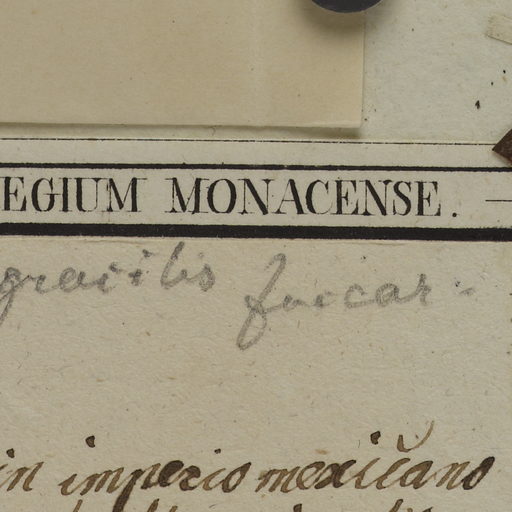 EGIUM MONACENSE.
gracilis Zuccar.
in imperio mexicano